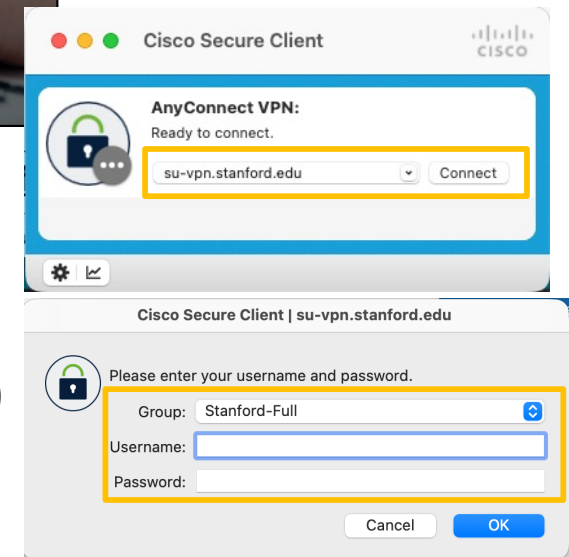 Cisco Secure Client
CISCO
AnyConnect VPN:
Ready to connect.
su-vpn.stanford.edu
Connect
Cisco Secure Client | su-vpn.stanford.edu
Please enter your username and password.
Group: Stanford-Full
Username:
Password:
Cancel OK